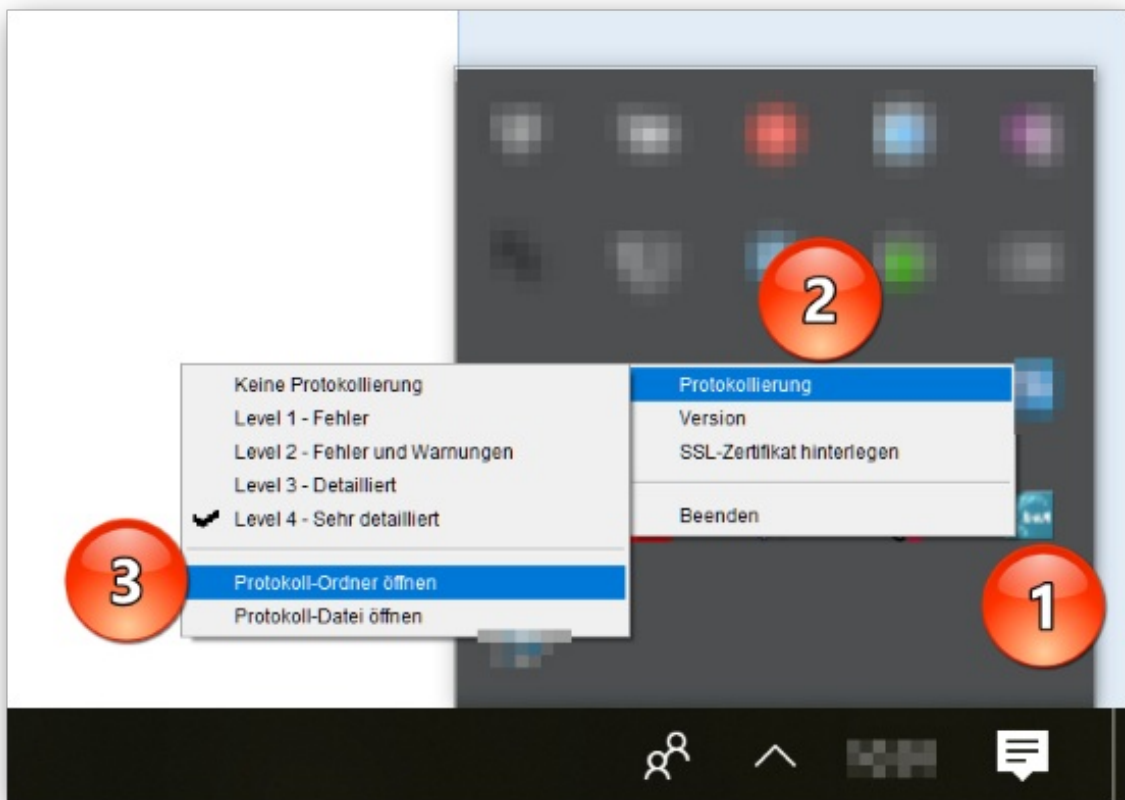 2
Keine Protokollierung
Level 1 - Fehler
Level 2 - Fehler und Warnungen
Level 3 - Detailliert
Level 4 - Sehr detailliert
Protokoll-Ordner öffnen
Protokoll-Datei öffnen
3
Protokollierung
Version
SSL-Zertifikat hinterlegen
Beenden
1